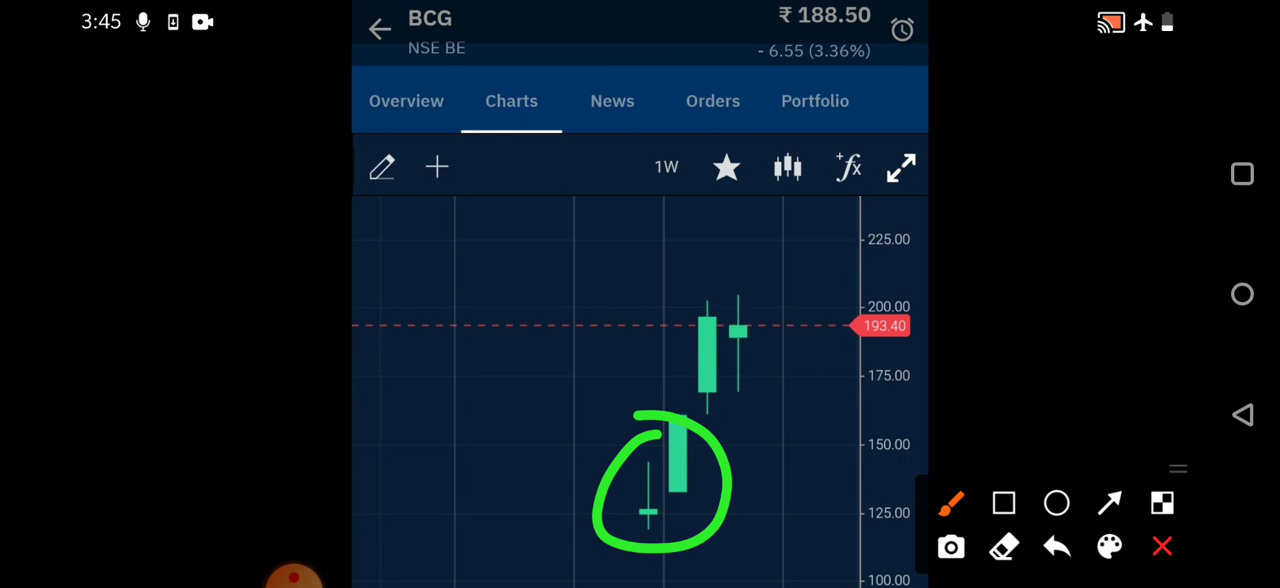 3:45
BCG
₹ 188.50
NSE BE
- 6.55 (3.36%)
Overview
Charts
News
Orders
Portfolio
1W
+fx
225.00
200.00
193.40
175.00
150.00
125.00
100.00